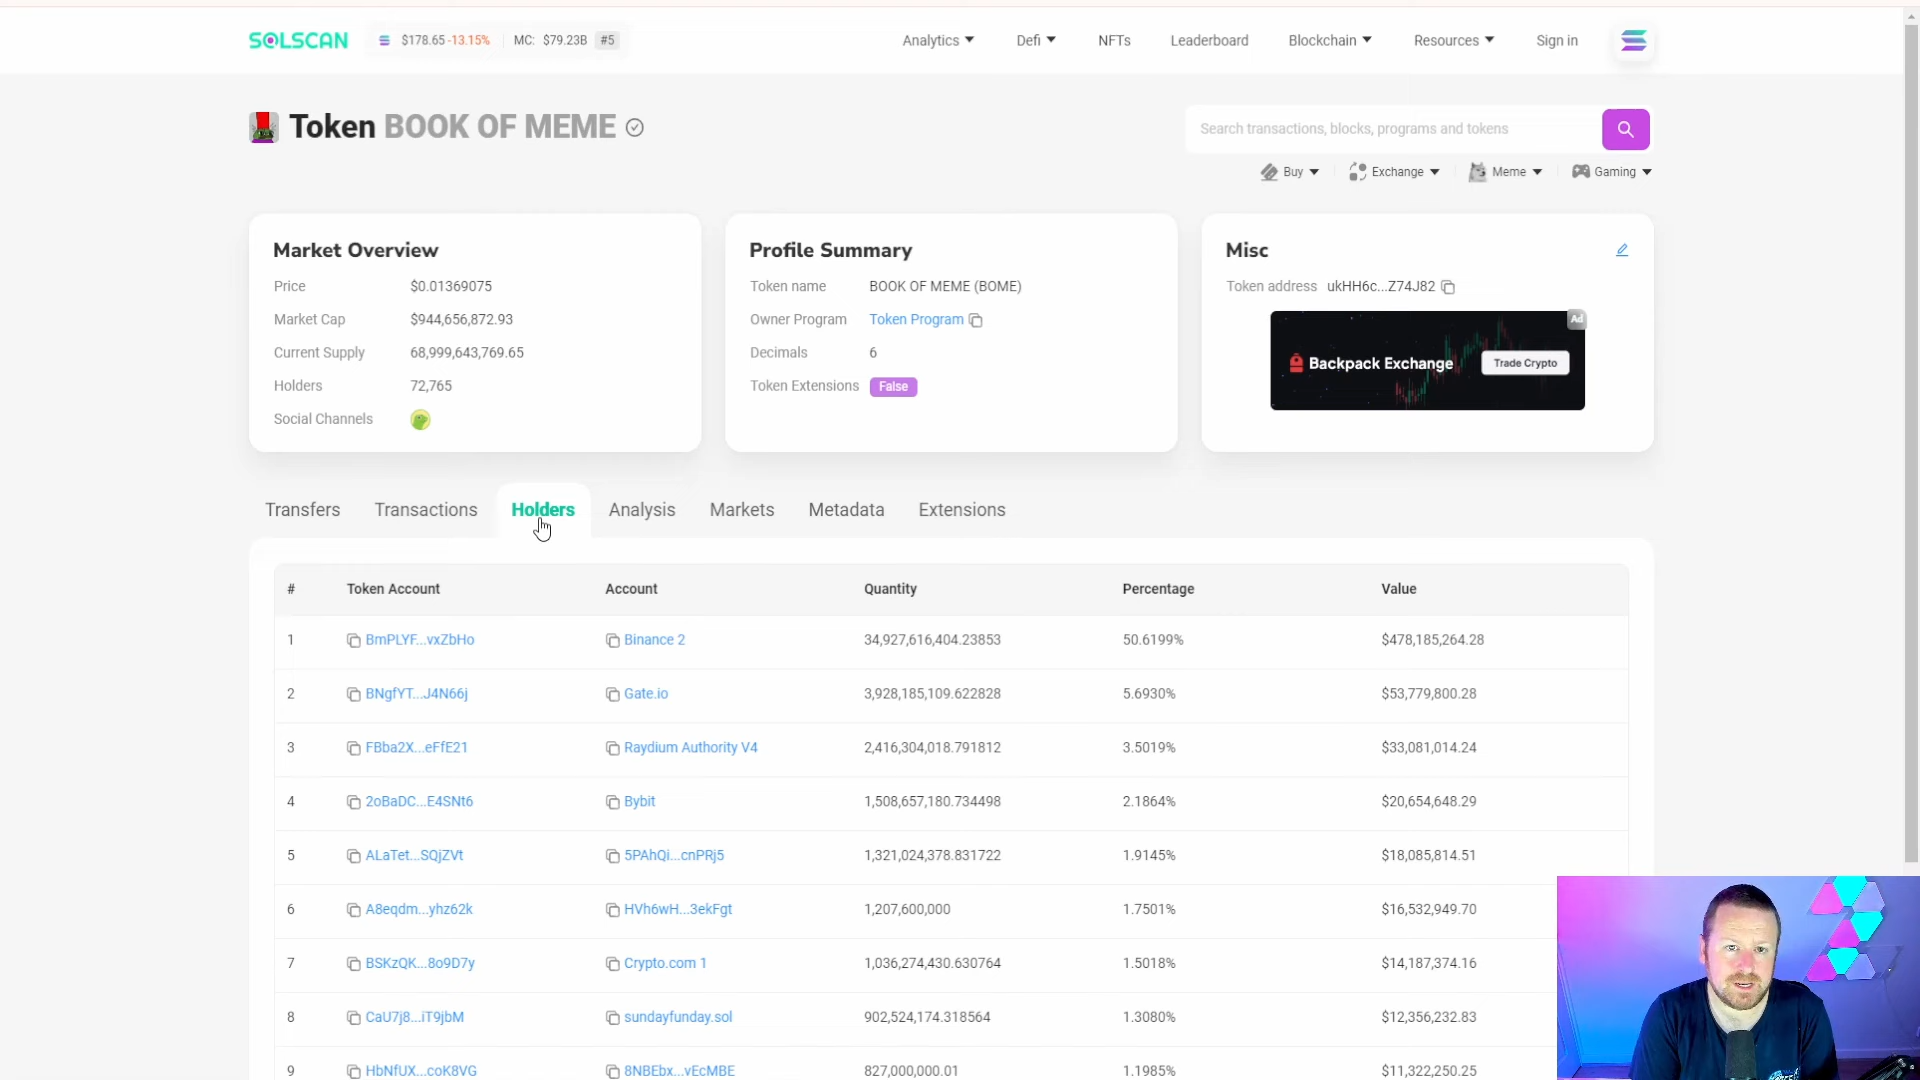 SOLSCAN $178.65 -13.15% MC: $79.23B #5 Analytics Defi NFTs Leaderboard Blockchain Resources Sign in
Token BOOK OF MEME
Search transactions, blocks, programs and tokens
Buy Exchange Meme Gaming
Market Overview
Price $0.01369075
Market Cap $944,656,872.93
Current Supply 68,999,643,769.65
Holders 72,765
Social Channels
Profile Summary
Token name BOOK OF MEME (BOME)
Owner Program Token Program
Decimals 6
Token Extensions False
Misc
Token address ukHH6c...Z74J82
Ad
Backpack Exchange Trade Crypto
Transfers Transactions Holders Analysis Markets Metadata Extensions
# Token Account Account Quantity Percentage Value
1 BmPLYF...vxZbHo Binance 2 34,927,616,404.23853 50.6199% $478,185,264.28
2 BNgfYT...J4N66j Gate.io 3,928,185,109.622828 5.6930% $53,779,800.28
3 FBba2X...eFfE21 Raydium Authority V4 2,416,304,018.791812 3.5019% $33,081,014.24
4 2oBaDC...E4SNt6 Bybit 1,508,657,180.734498 2.1864% $20,654,648.29
5 ALaTet...SQjZVt 5PAhQi...cnPRj5 1,321,024,378.831722 1.9145% $18,085,814.51
6 A8eqdm...yhz62k HVh6wH...3ekFgt 1,207,600,000 1.7501% $16,532,949.70
7 BSKzQK...8o9D7y Crypto.com 1 1,036,274,430.630764 1.5018% $14,187,374.16
8 CaU7j8...iT9jbM sundayfunday.sol 902,524,174.318564 1.3080% $12,356,232.83
9 HbNfUX...coK8VG 8NBEbx...vEcMBE 827,000,000.01 1.1985% $11,322,250.25